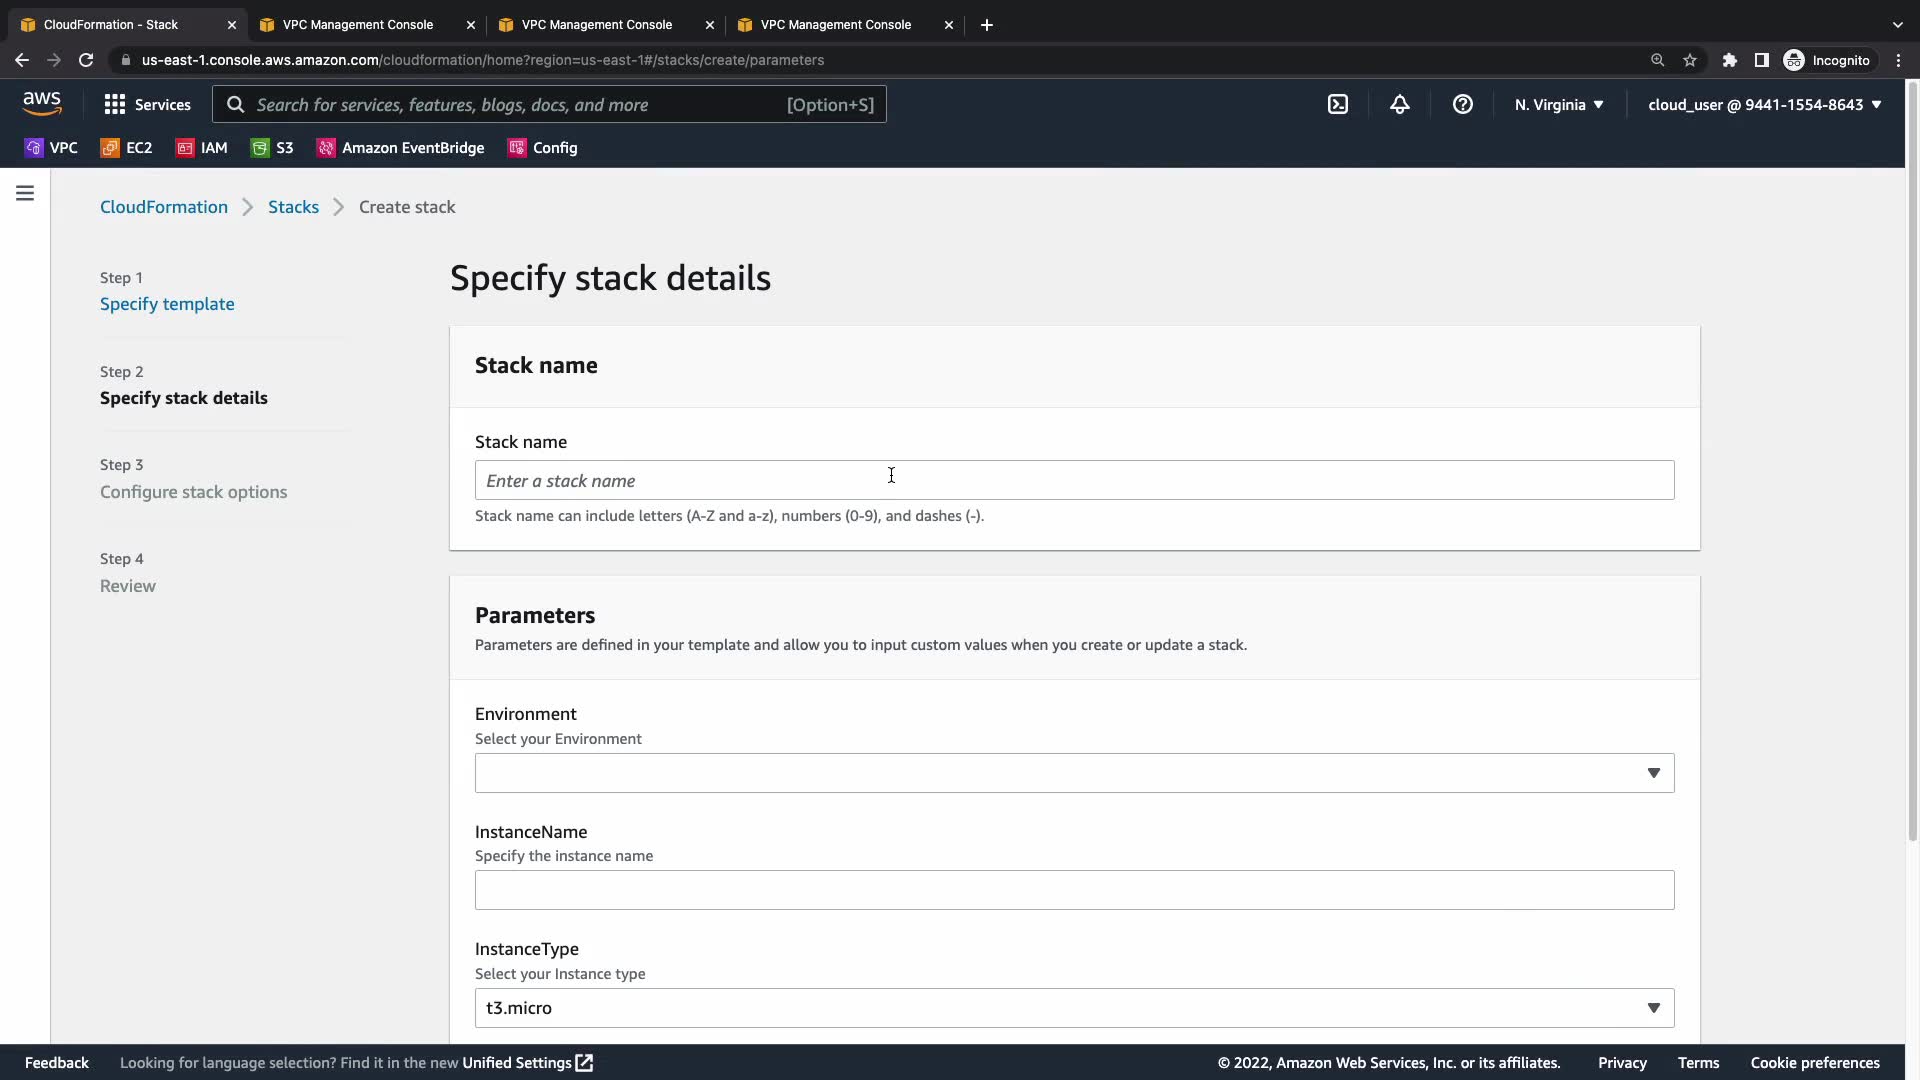 CloudFormation - Stack
VPC Management Console
VPC Management Console
VPC Management Console
us-east-1.console.aws.amazon.com/cloudformation/home?region=us-east-1#/stacks/create/parameters
Incognito
aws
Services
Search for services, features, blogs, docs, and more
[Option+S]
N. Virginia
cloud_user @ 9441-1554-8643
VPC
EC2
IAM
S3
Amazon EventBridge
Config
CloudFormation
Stacks
Create stack
Step 1
Specify template
Step 2
Specify stack details
Step 3
Configure stack options
Step 4
Review
Specify stack details
Stack name
Stack name
Enter a stack name
Stack name can include letters (A-Z and a-z), numbers (0-9), and dashes (-).
Parameters
Parameters are defined in your template and allow you to input custom values when you create or update a stack.
Environment
Select your Environment
InstanceName
Specify the instance name
InstanceType
Select your Instance type
t3.micro
Feedback
Looking for language selection? Find it in the new Unified Settings
© 2022, Amazon Web Services, Inc. or its affiliates.
Privacy
Terms
Cookie preferences